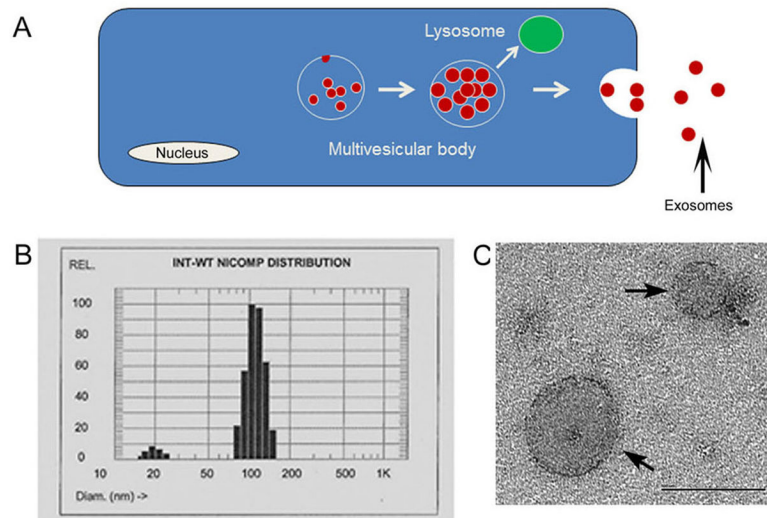 A
Lysosome
Nucleus
Multivesicular body
Exosomes
B
REL. INT-WT NICOMP DISTRIBUTION
100
80
60
40
20
0
10 20 50 100 200 500 1K
Diam. (nm) ->
C